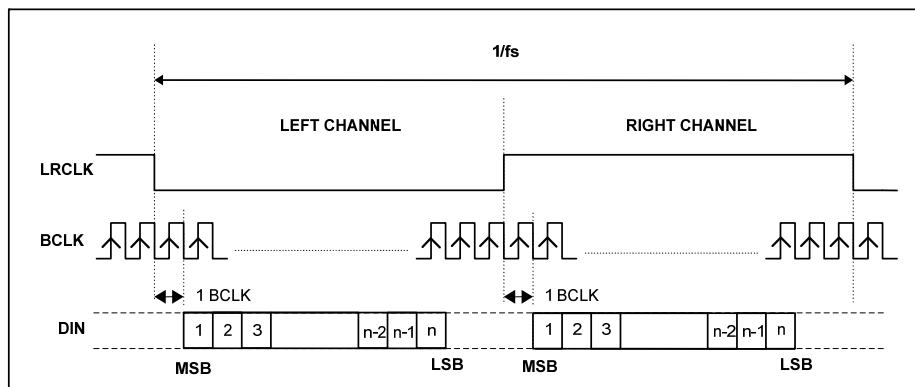 1/fs
LEFT CHANNEL RIGHT CHANNEL
LRCLK
BCLK
1 BCLK 1 BCLK
DIN 1 2 3 n-2 n-1 n 1 2 3 n-2 n-1 n
MSB LSB MSB LSB